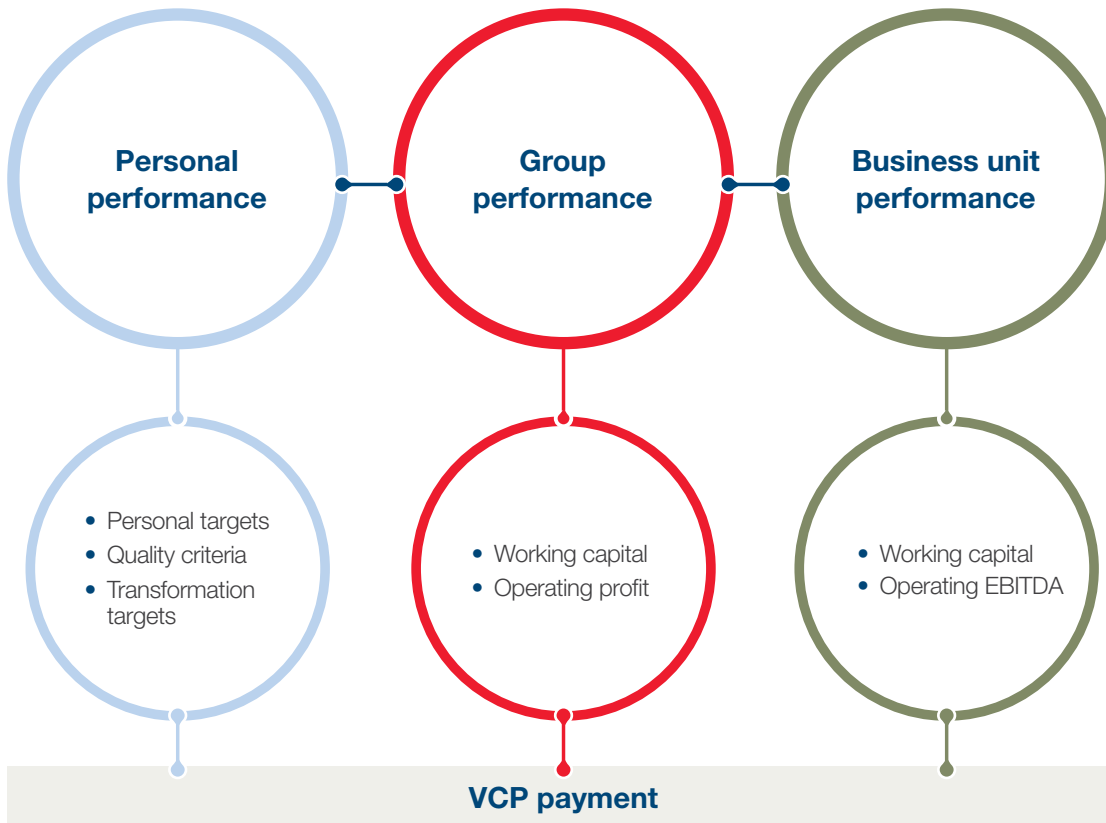 Personal
performance
Group
performance
Business unit
performance
• Personal targets
• Quality criteria
• Transformation
targets
• Working capital
• Operating profit
• Working capital
• Operating EBITDA
VCP payment